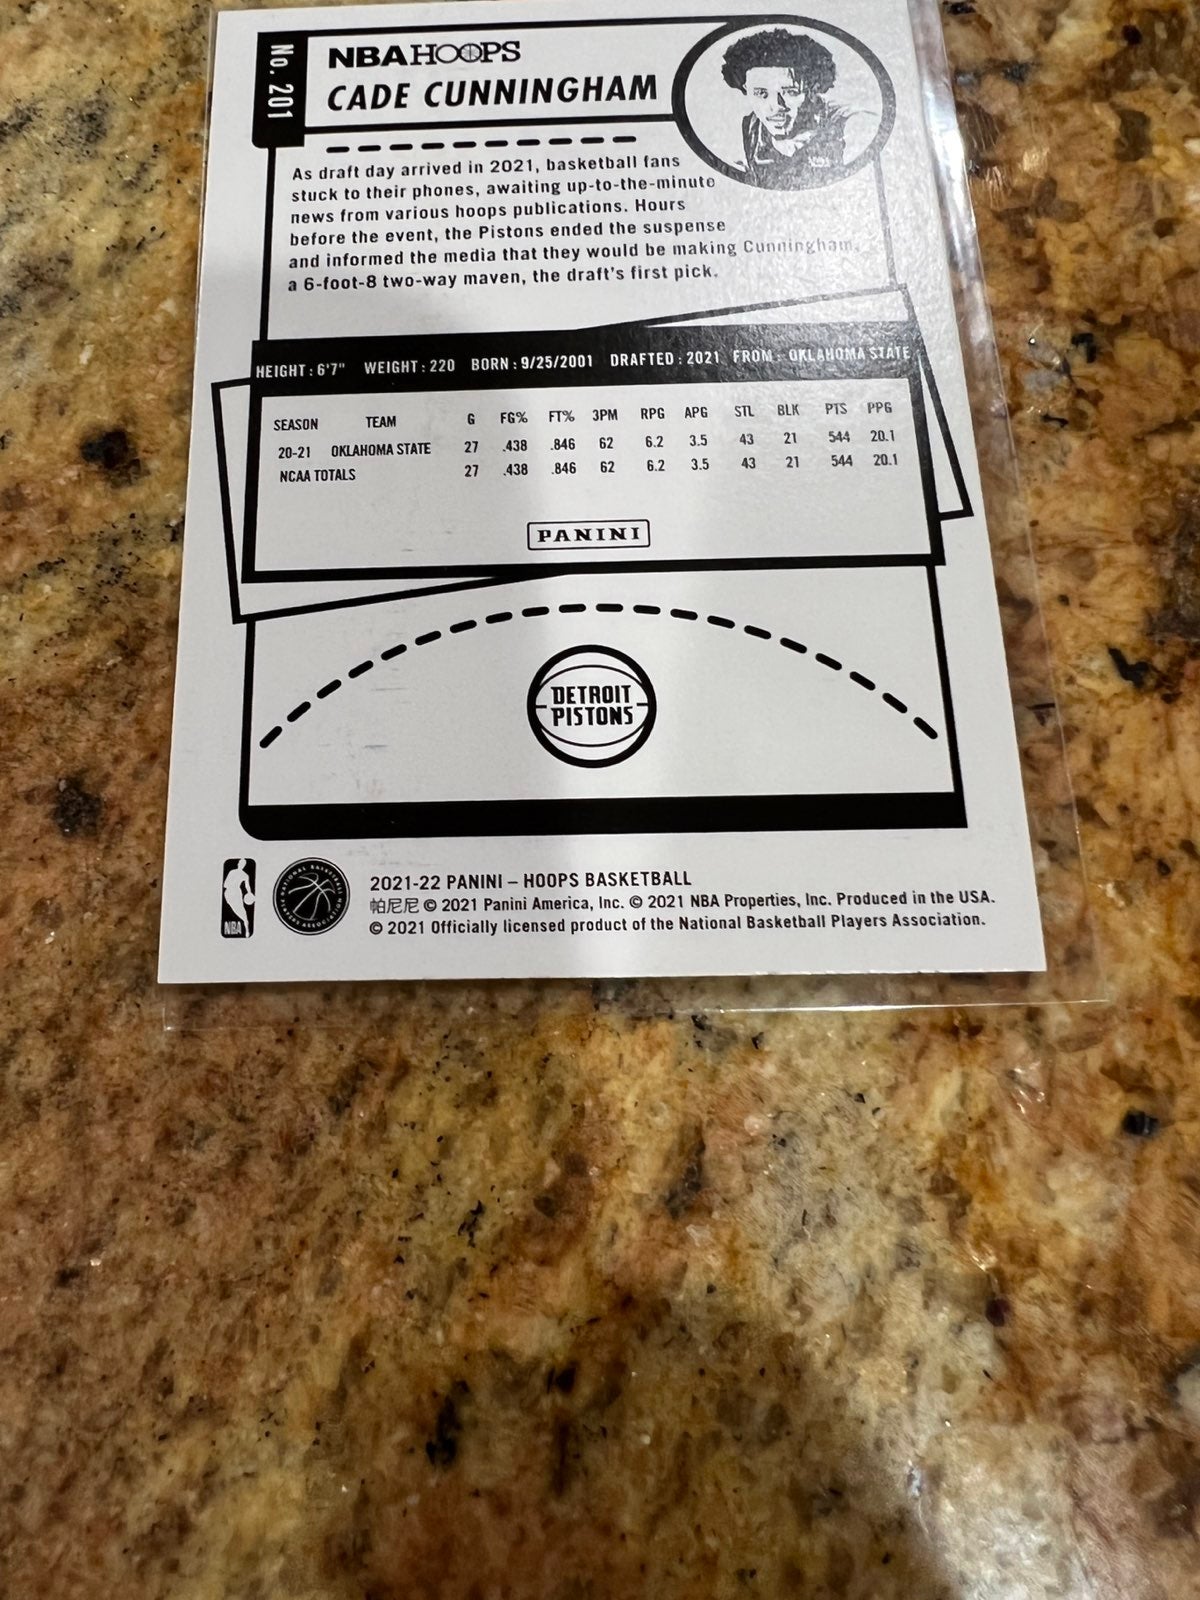 No. 201
NBA HOOPS
CADE CUNNINGHAM
As draft day arrived in 2021, basketball fans
stuck to their phones, awaiting up-to-the-minute
news from various hoops publications. Hours
before the event, the Pistons ended the suspense
and informed the media that they would be making Cunningham,
a 6-foot-8 two-way maven, the draft's first pick.
HEIGHT: 6'7" WEIGHT: 220 BORN: 9/25/2001 DRAFTED: 2021 FROM: OKLAHOMA STATE
SEASON TEAM G FG% FT% 3PM RPG APG STL BLK PTS PPG
20-21 OKLAHOMA STATE 27 .438 .846 62 6.2 3.5 43 21 544 20.1
NCAA TOTALS 27 .438 .846 62 6.2 3.5 43 21 544 20.1
PANINI
DETROIT
PISTONS
NBA
NATIONAL BASKETBALL PLAYERS ASSOCIATION
2021-22 PANINI – HOOPS BASKETBALL
帕尼尼 © 2021 Panini America, Inc. © 2021 NBA Properties, Inc. Produced in the USA.
© 2021 Officially licensed product of the National Basketball Players Association.